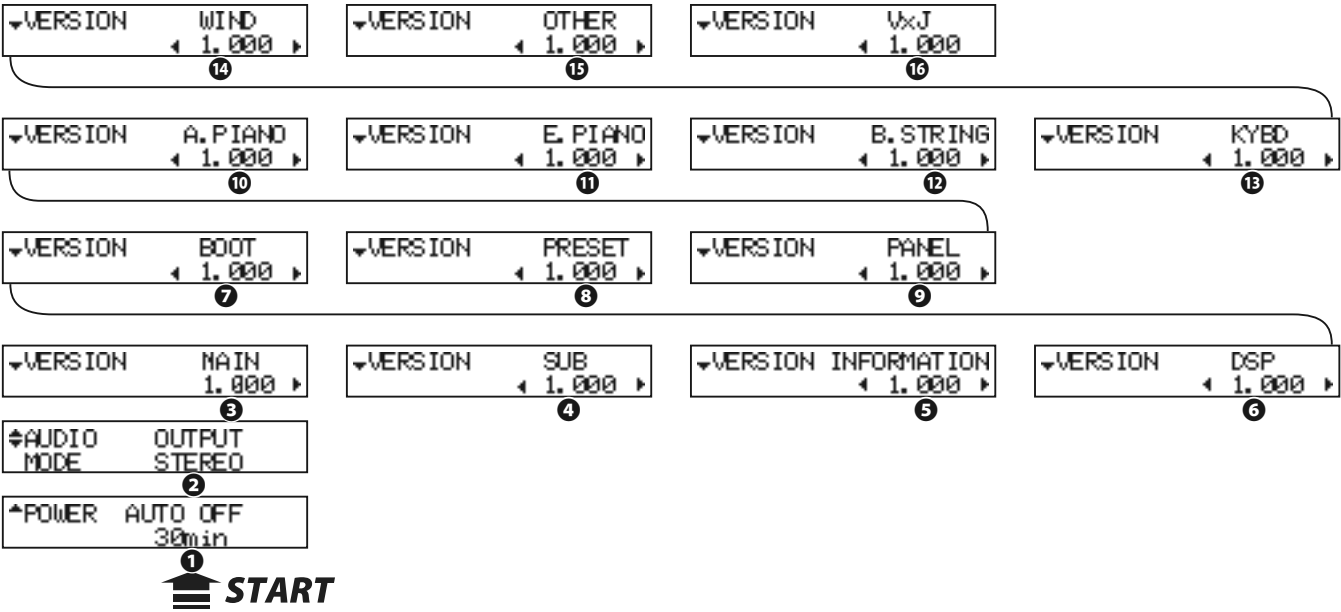 ▼VERSION WIND
◀ 1.000 ▶
⓮
▼VERSION OTHER
◀ 1.000 ▶
⓯
▼VERSION VxJ
◀ 1.000
⓰
▼VERSION A.PIANO
◀ 1.000 ▶
❿
▼VERSION E.PIANO
◀ 1.000 ▶
⓫
▼VERSION B.STRING
◀ 1.000 ▶
⓬
▼VERSION KYBD
◀ 1.000 ▶
⓭
▼VERSION BOOT
◀ 1.000 ▶
❼
▼VERSION PRESET
◀ 1.000 ▶
❽
▼VERSION PANEL
◀ 1.000 ▶
❾
▼VERSION MAIN
1.000 ▶
❸
▼VERSION SUB
◀ 1.000 ▶
❹
▼VERSION INFORMATION
◀ 1.000 ▶
❺
▼VERSION DSP
◀ 1.000 ▶
❻
♦AUDIO OUTPUT
MODE STEREO
❷
▲POWER AUTO OFF
30min
❶
START